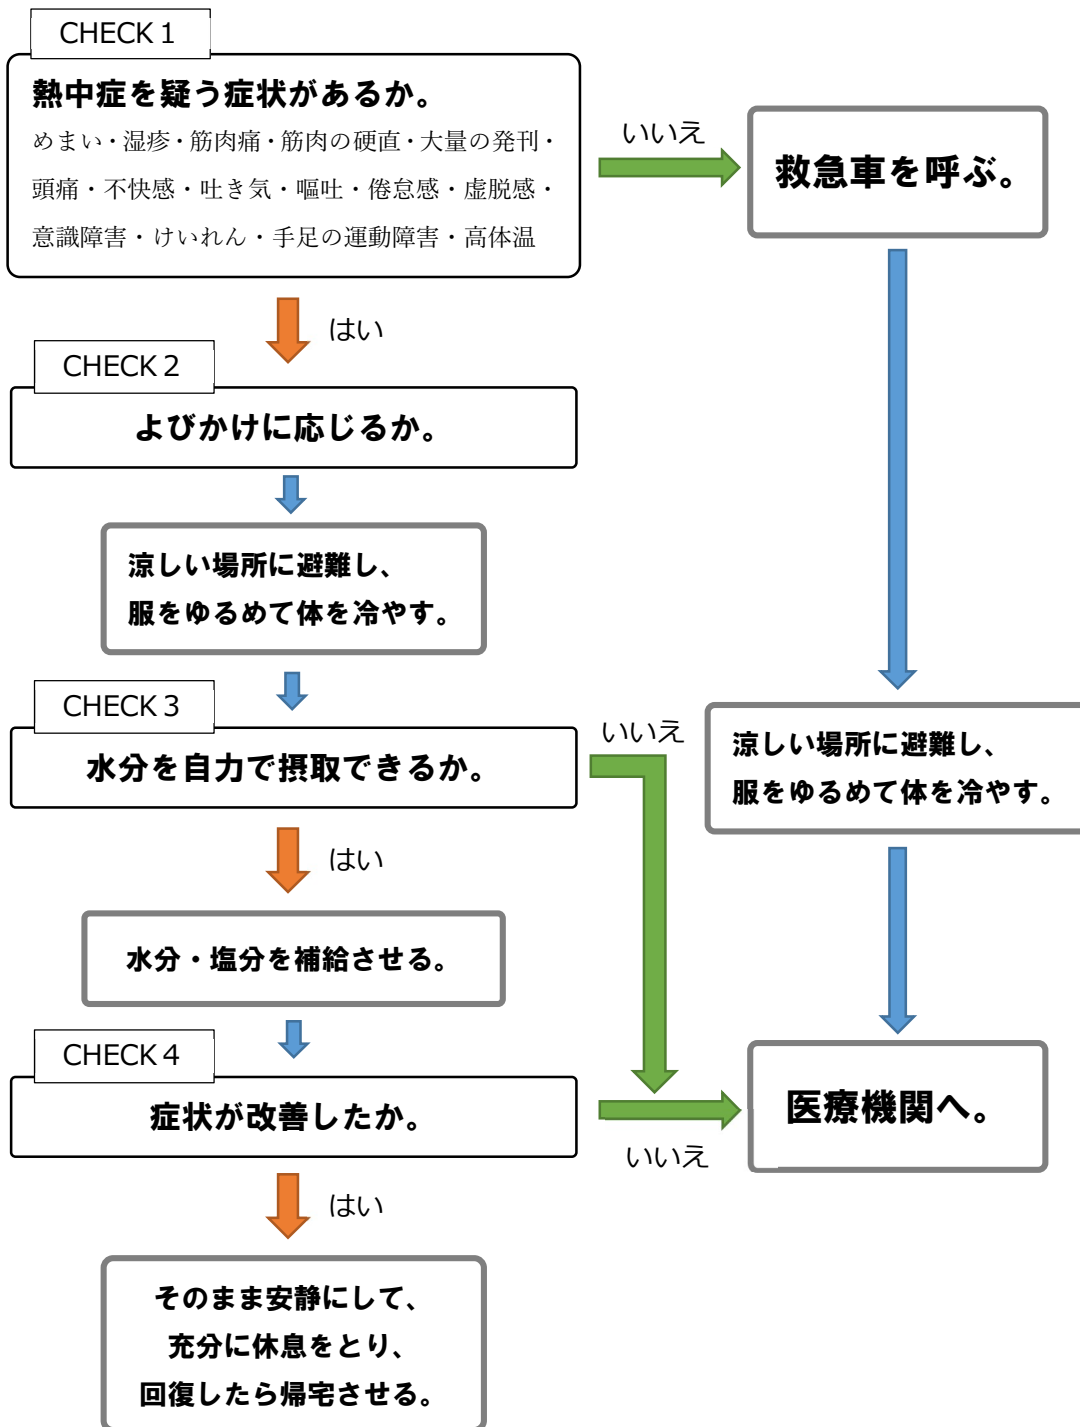 CHECK 1
熱中症を疑う症状があるか。
めまい・湿疹・筋肉痛・筋肉の硬直・大量の発刊・
頭痛・不快感・吐き気・嘔吐・倦怠感・虚脱感・
意識障害・けいれん・手足の運動障害・高体温
いいえ
救急車を呼ぶ。
はい
CHECK 2
よびかけに応じるか。
涼しい場所に避難し、
服をゆるめて体を冷やす。
CHECK 3
水分を自力で摂取できるか。
いいえ
涼しい場所に避難し、
服をゆるめて体を冷やす。
はい
水分・塩分を補給させる。
CHECK 4
症状が改善したか。
いいえ
医療機関へ。
はい
そのまま安静にして、
充分に休息をとり、
回復したら帰宅させる。